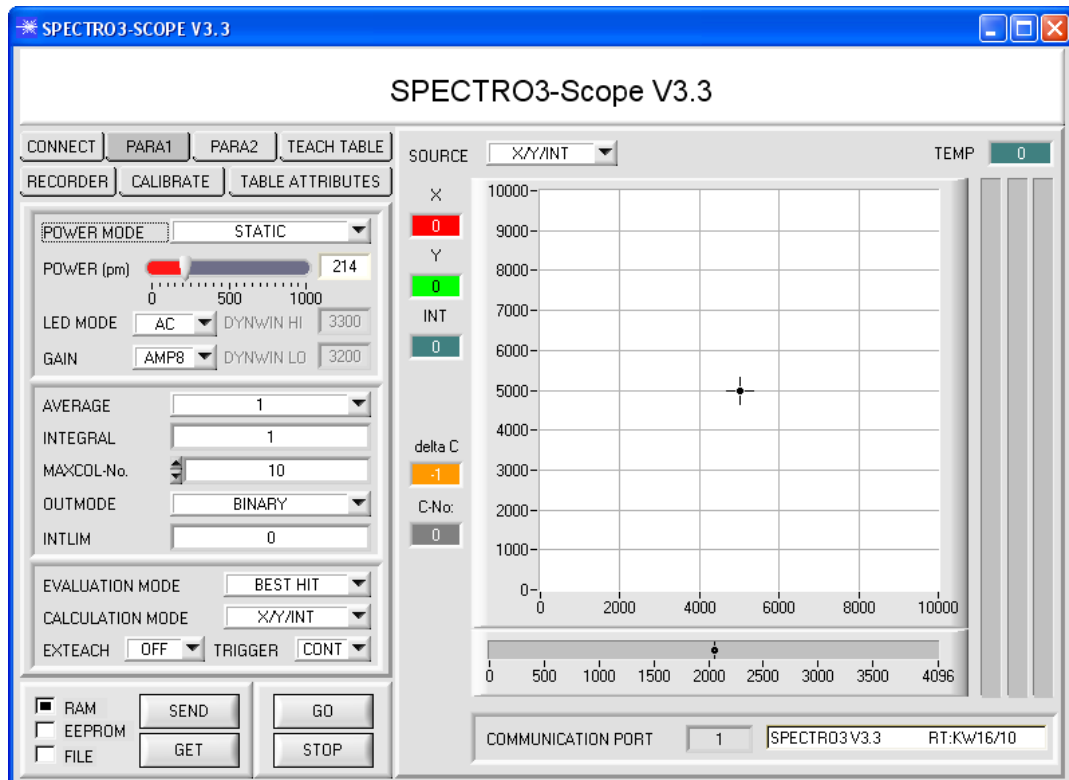 SPECTRO3-SCOPE V3.3
SPECTRO3-Scope V3.3
CONNECT PARA1 PARA2 TEACH TABLE
RECORDER CALIBRATE TABLE ATTRIBUTES
POWER MODE STATIC
POWER (pm) 214
0 500 1000
LED MODE AC DYNWIN HI 3300
GAIN AMP8 DYNWIN LO 3200
AVERAGE 1
INTEGRAL 1
MAXCOL-No. 10
OUTMODE BINARY
INTLIM 0
EVALUATION MODE BEST HIT
CALCULATION MODE X/Y/INT
EXTEACH OFF TRIGGER CONT
RAM
EEPROM
FILE
SEND
GET
GO
STOP
SOURCE X/Y/INT
TEMP 0
X
0
Y
0
INT
0
delta C
-1
C-No:
0
10000
9000
8000
7000
6000
5000
4000
3000
2000
1000
0
0 2000 4000 6000 8000 10000
0 500 1000 1500 2000 2500 3000 3500 4096
COMMUNICATION PORT 1 SPECTRO3 V3.3 RT:KW16/10